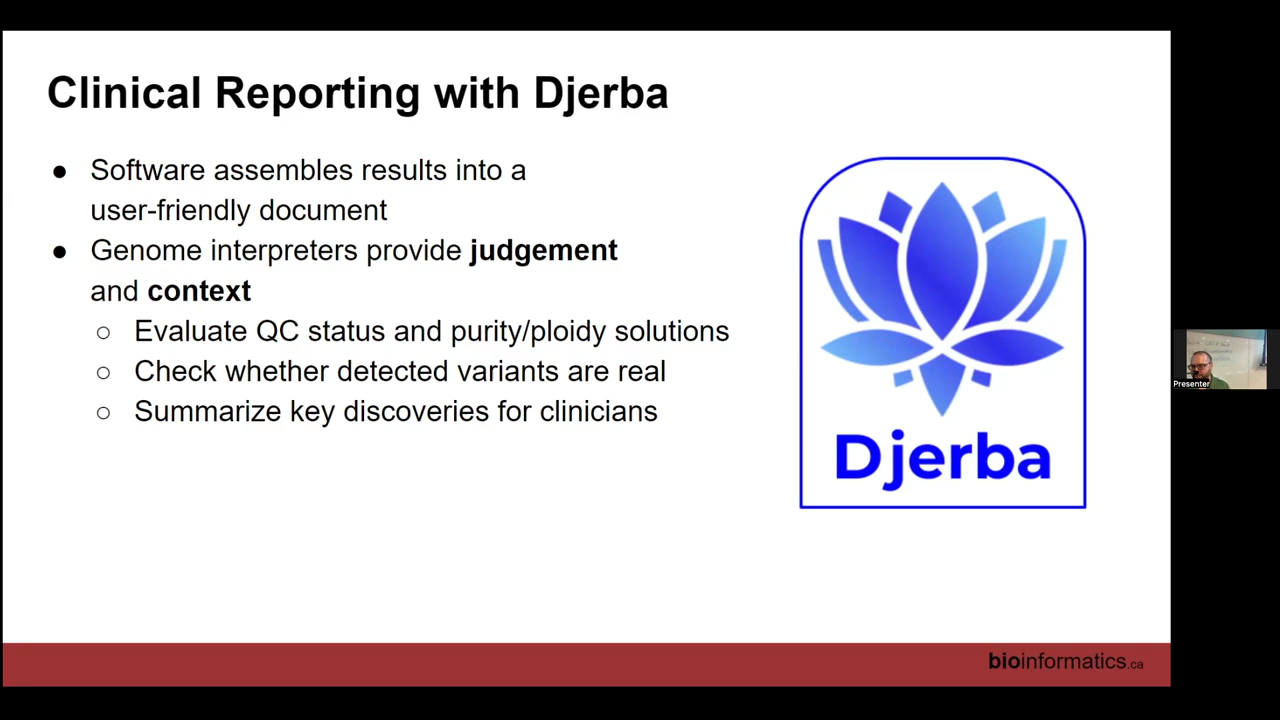 Clinical Reporting with Djerba
● Software assembles results into a
user-friendly document
● Genome interpreters provide judgement
and context
○ Evaluate QC status and purity/ploidy solutions
○ Check whether detected variants are real
○ Summarize key discoveries for clinicians
Djerba
Presenter
bioinformatics.ca